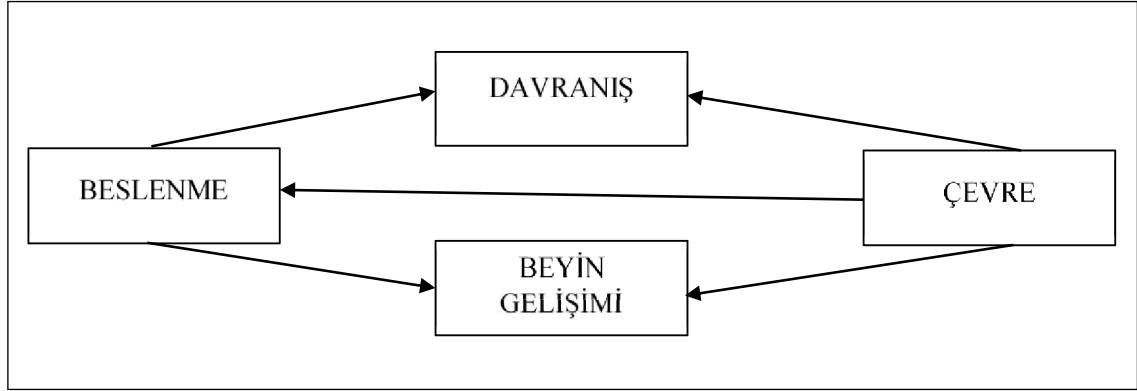 DAVRANIŞ
BESLENME
ÇEVRE
BEYİN
GELİŞİMİ